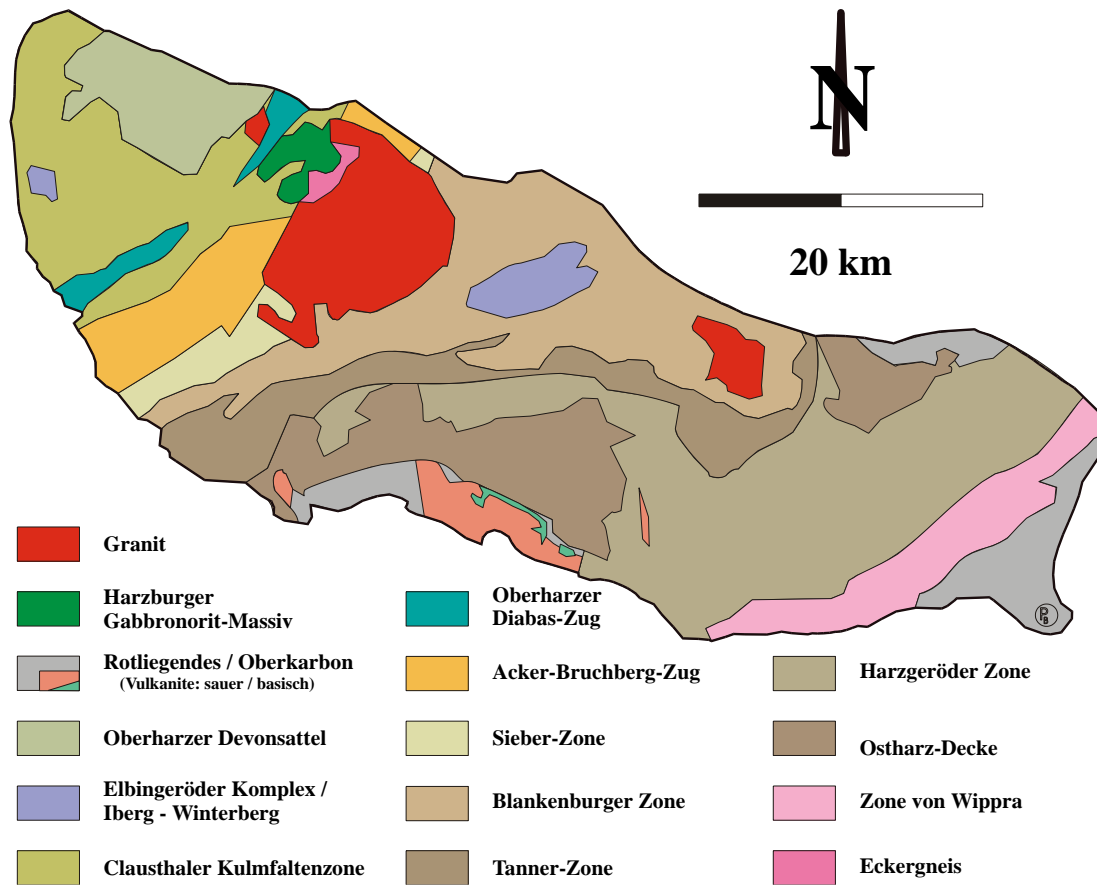 N
20 km
Granit
Harzburger
Gabbronorit-Massiv
Rotliegendes / Oberkarbon
(Vulkanite: sauer / basisch)
Oberharzer Devonsattel
Elbingeröder Komplex /
Iberg - Winterberg
Clausthaler Kulmfaltenzone
Oberharzer
Diabas-Zug
Acker-Bruchberg-Zug
Sieber-Zone
Blankenburger Zone
Tanner-Zone
Harzgeröder Zone
Ostharz-Decke
Zone von Wippra
Eckergneis
PB